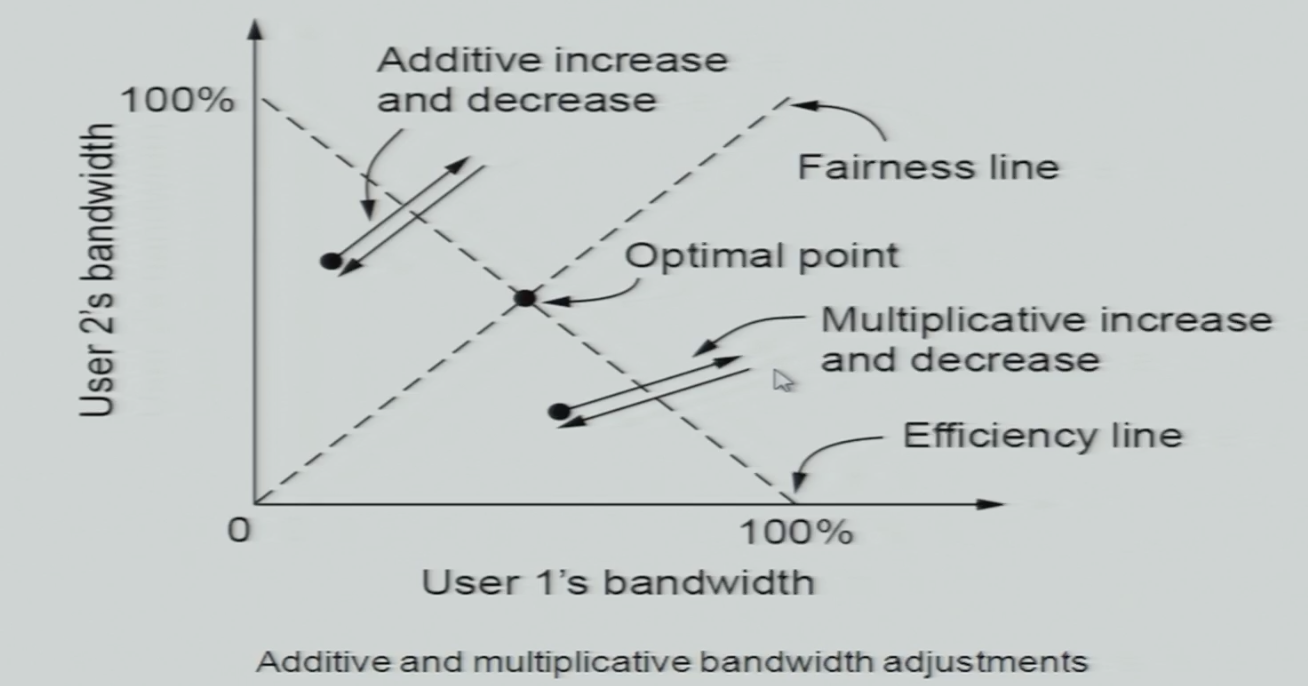 Additive increase
and decrease
100%
Fairness line
User 2's bandwidth
Optimal point
Multiplicative increase
and decrease
Efficiency line
0
100%
User 1's bandwidth
Additive and multiplicative bandwidth adjustments